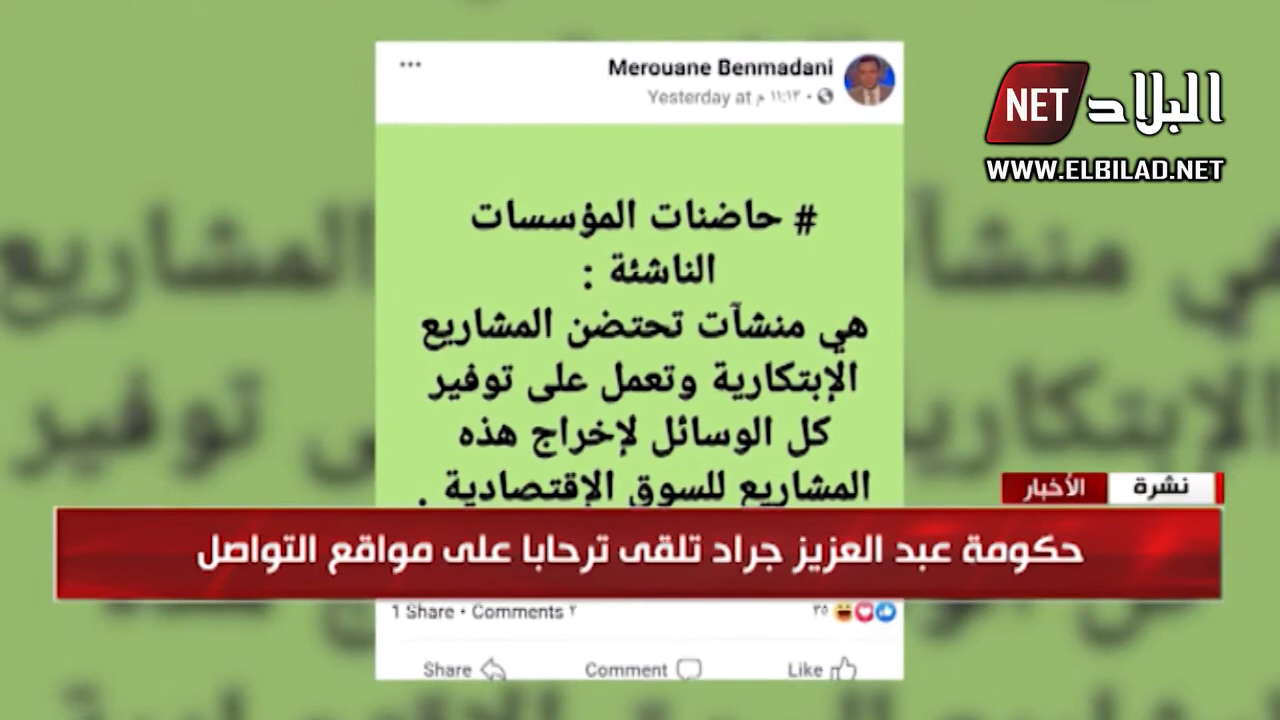 Merouane Benmadani
Yesterday at ١١:١٣ م
البلاد NET
WWW.ELBILAD.NET
# حاضنات المؤسسات
الناشئة :
هي منشآت تحتضن المشاريع
الإبتكارية وتعمل على توفير
كل الوسائل لإخراج هذه
المشاريع للسوق الإقتصادية .
نشرة الأخبار
حكومة عبد العزيز جراد تلقى ترحابا على مواقع التواصل
1 Share • Comments ٢
٣٥
Share Comment Like